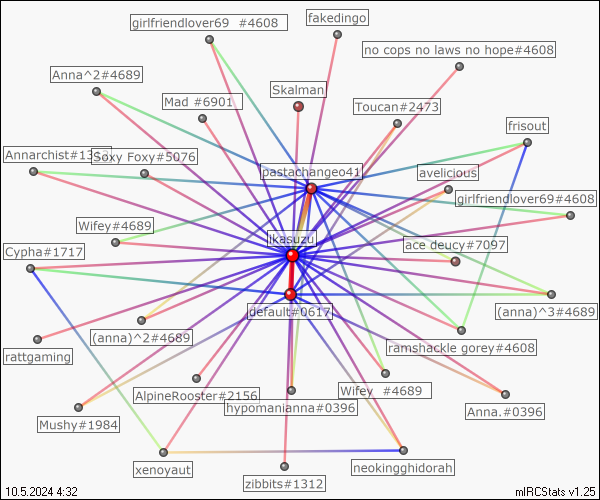 fakedingo
girlfriendlover69 #4608
no cops no laws no hope#4608
Anna^2#4689
Skalman
Mad #6901
Toucan#2473
frisout
Annarchist#13
Soxy Foxy#5076
pastachangeo41
avelicious
girlfriendlover69#4608
Wifey#4689
Ikasuzu
ace deucy#7097
Cypha#1717
default#0617
(anna)^3#4689
(anna)^2#4689
ramshackle gorey#4608
rattgaming
AlpineRooster#2156
Wifey #4689
hypomanianna#0396
Anna.#0396
Mushy#1984
xenoyaut
neokingghidorah
zibbits#1312
10.5.2024 4:32
mIRCStats v1.25